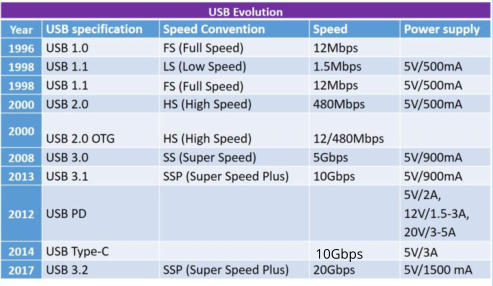 USB Evolution
Year USB specification Speed Convention Speed Power supply
1996 USB 1.0 FS (Full Speed) 12Mbps
1998 USB 1.1 LS (Low Speed) 1.5Mbps 5V/500mA
1998 USB 1.1 FS (Full Speed) 12Mbps 5V/500mA
2000 USB 2.0 HS (High Speed) 480Mbps 5V/500mA
2000 USB 2.0 OTG HS (High Speed) 12/480Mbps
2008 USB 3.0 SS (Super Speed) 5Gbps 5V/900mA
2013 USB 3.1 SSP (Super Speed Plus) 10Gbps 5V/900mA
5V/2A,
2012 USB PD 12V/1.5-3A,
20V/3-5A
2014 USB Type-C 10Gbps 5V/3A
2017 USB 3.2 SSP (Super Speed Plus) 20Gbps 5V/1500 mA